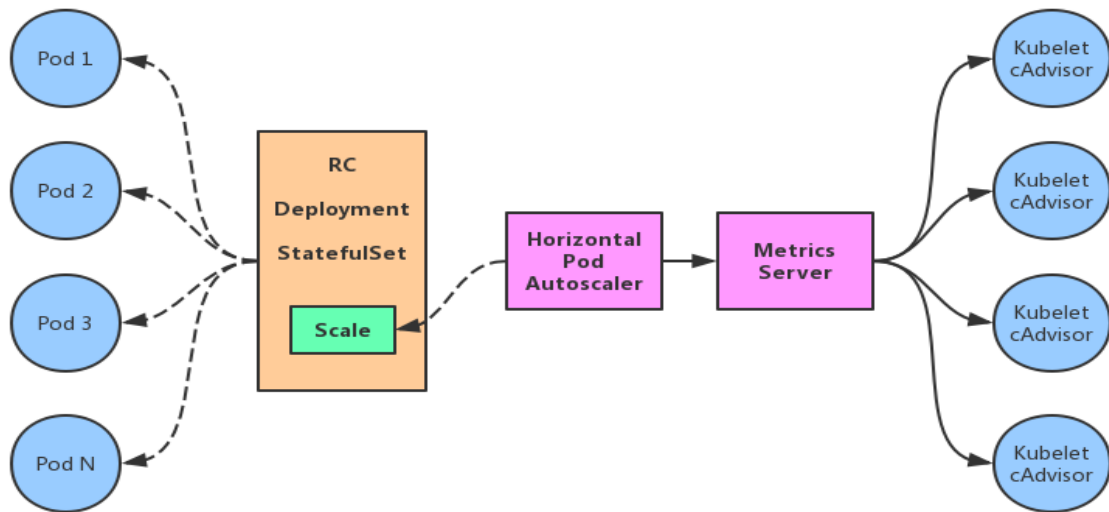 Pod 1
Pod 2
Pod 3
Pod N
RC
Deployment
StatefulSet
Scale
Horizontal
Pod
Autoscaler
Metrics
Server
Kubelet
cAdvisor
Kubelet
cAdvisor
Kubelet
cAdvisor
Kubelet
cAdvisor